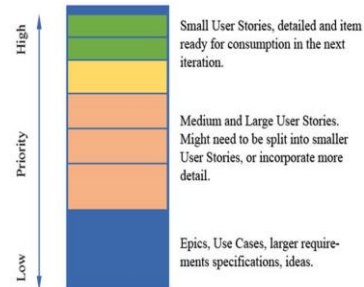 High
Small User Stories, detailed and item
ready for consumption in the next
iteration.
Priority
Medium and Large User Stories.
Might need to be split into smaller
User Stories, or incorporate more
detail.
Low
Epics, Use Cases, larger require-
ments specifications, ideas.